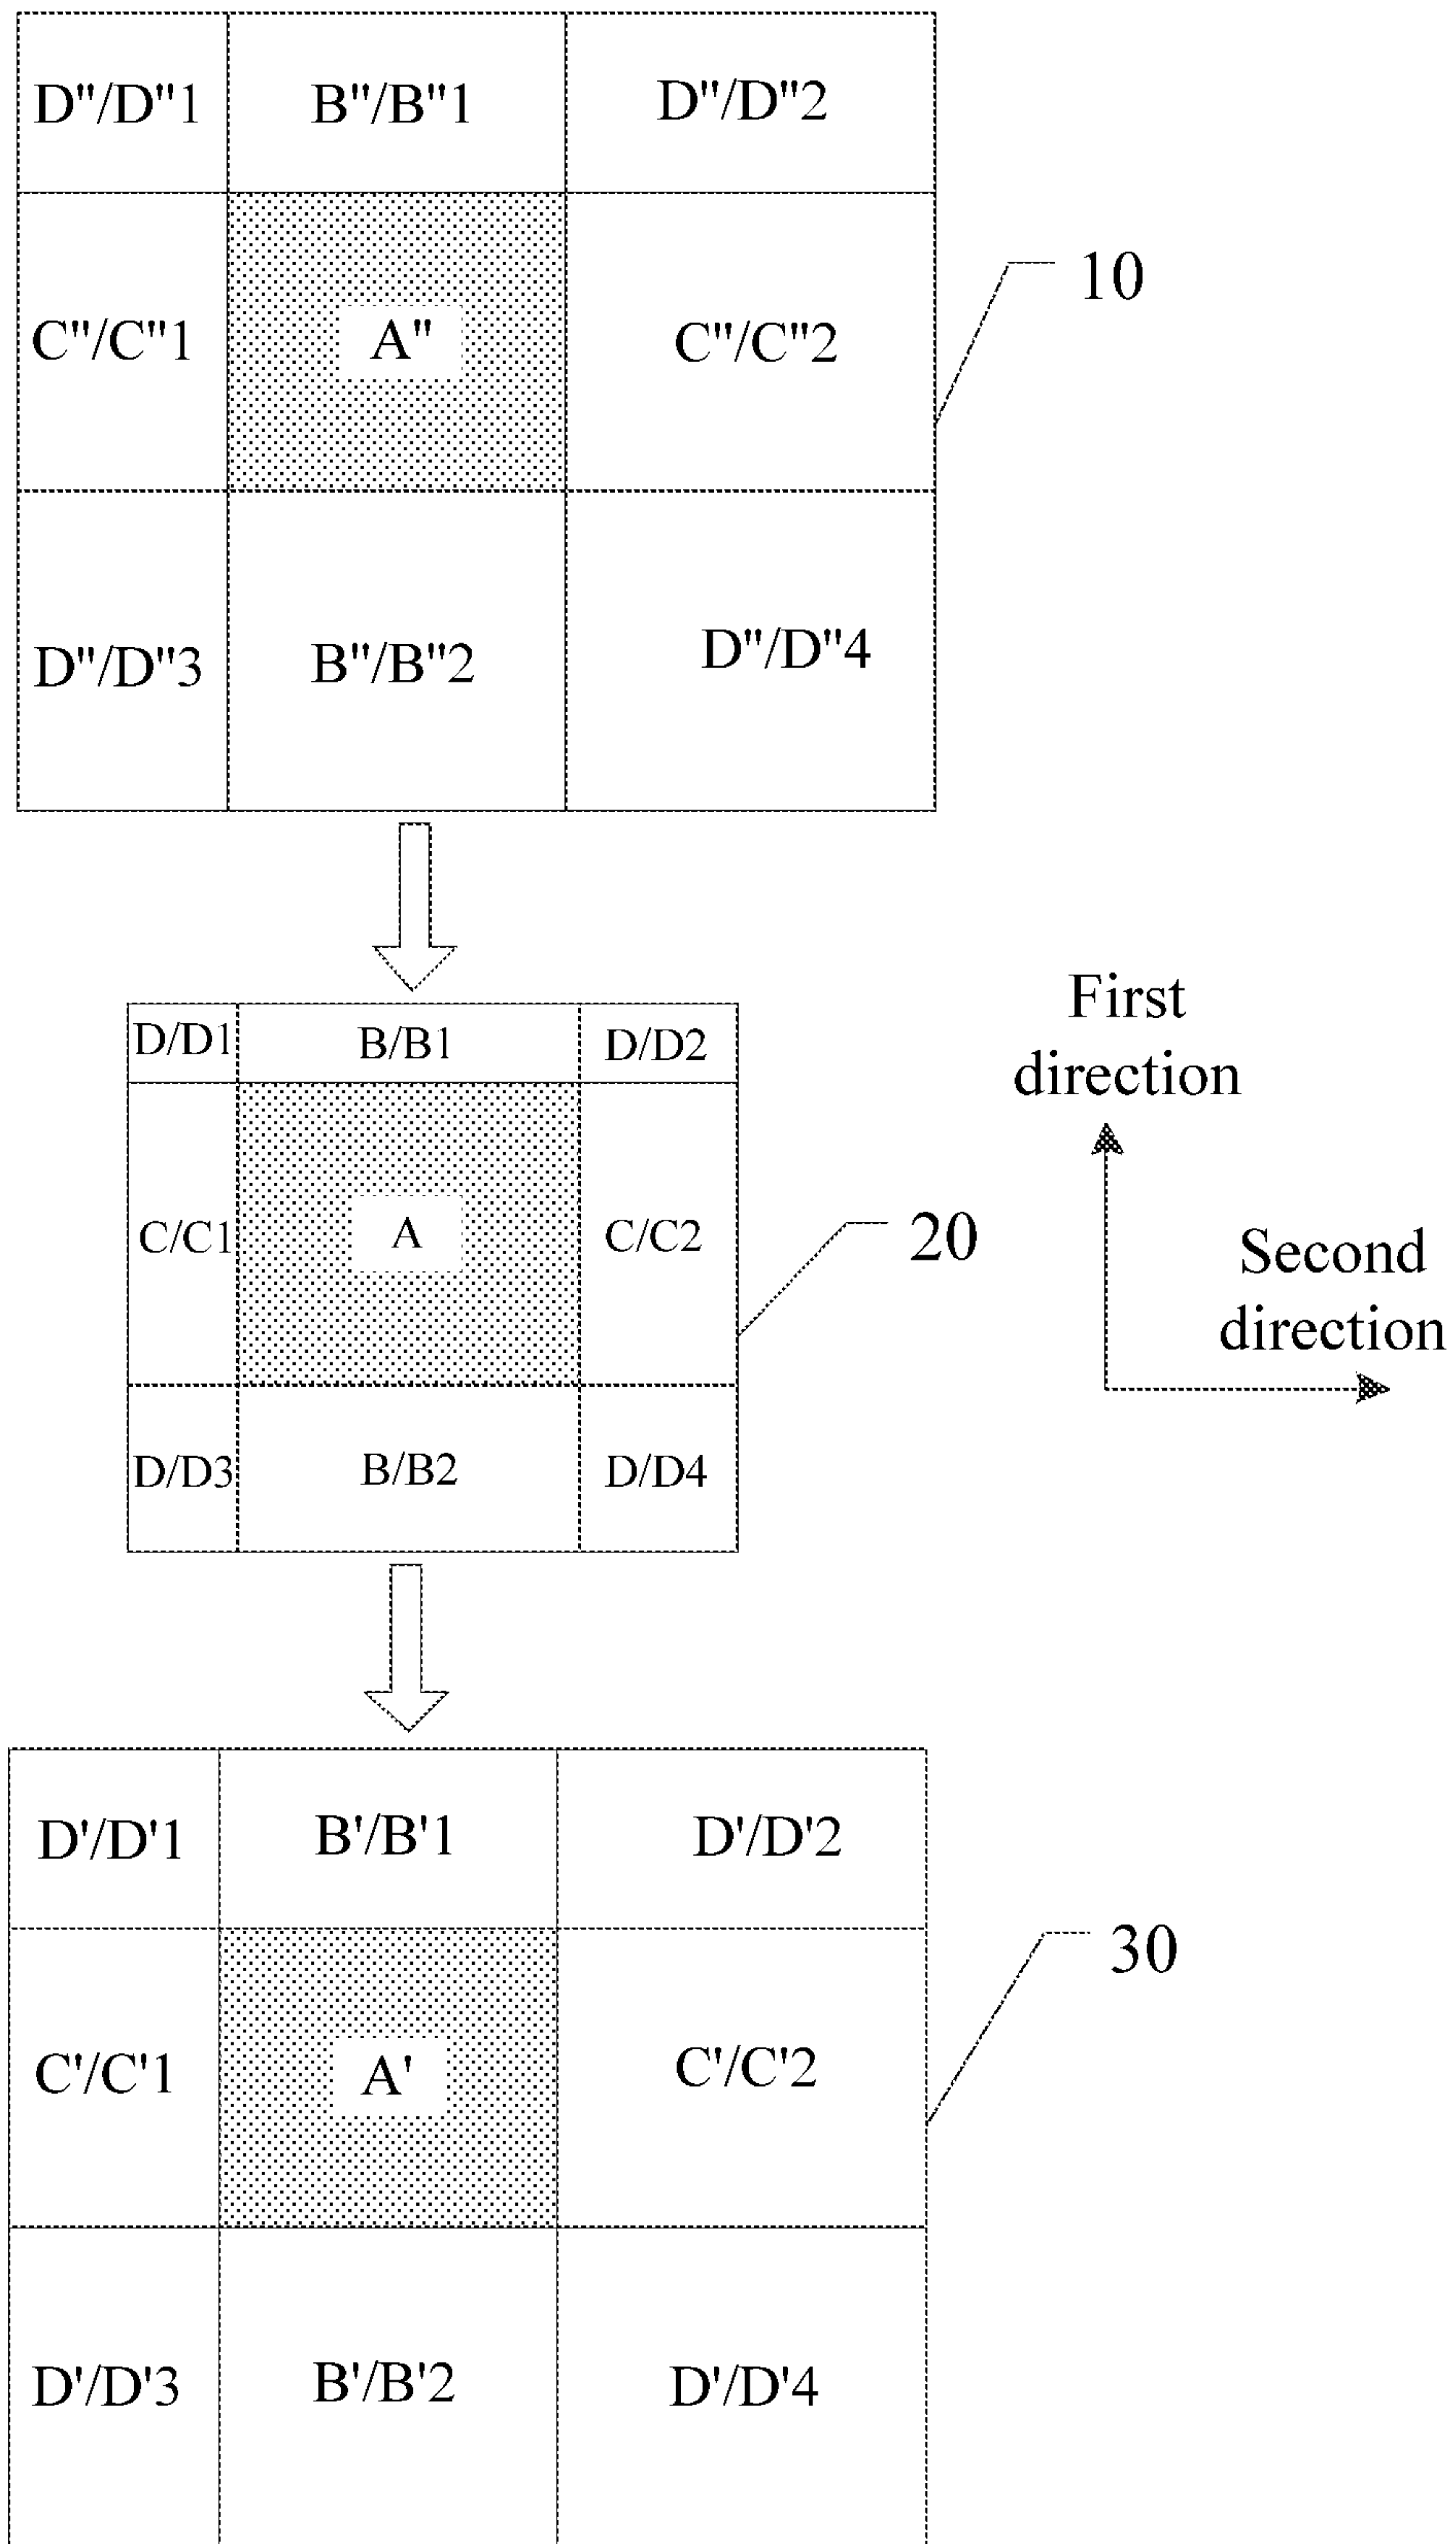 D"/D"1 B"/B"1 D"/D"2
C"/C"1 A" C"/C"2
10
D"/D"3 B"/B"2 D"/D"4
D/D1 B/B1 D/D2
C/C1 A C/C2
20
D/D3 B/B2 D/D4
First
direction
Second
direction
D'/D'1 B'/B'1 D'/D'2
C'/C'1 A' C'/C'2
30
D'/D'3 B'/B'2 D'/D'4